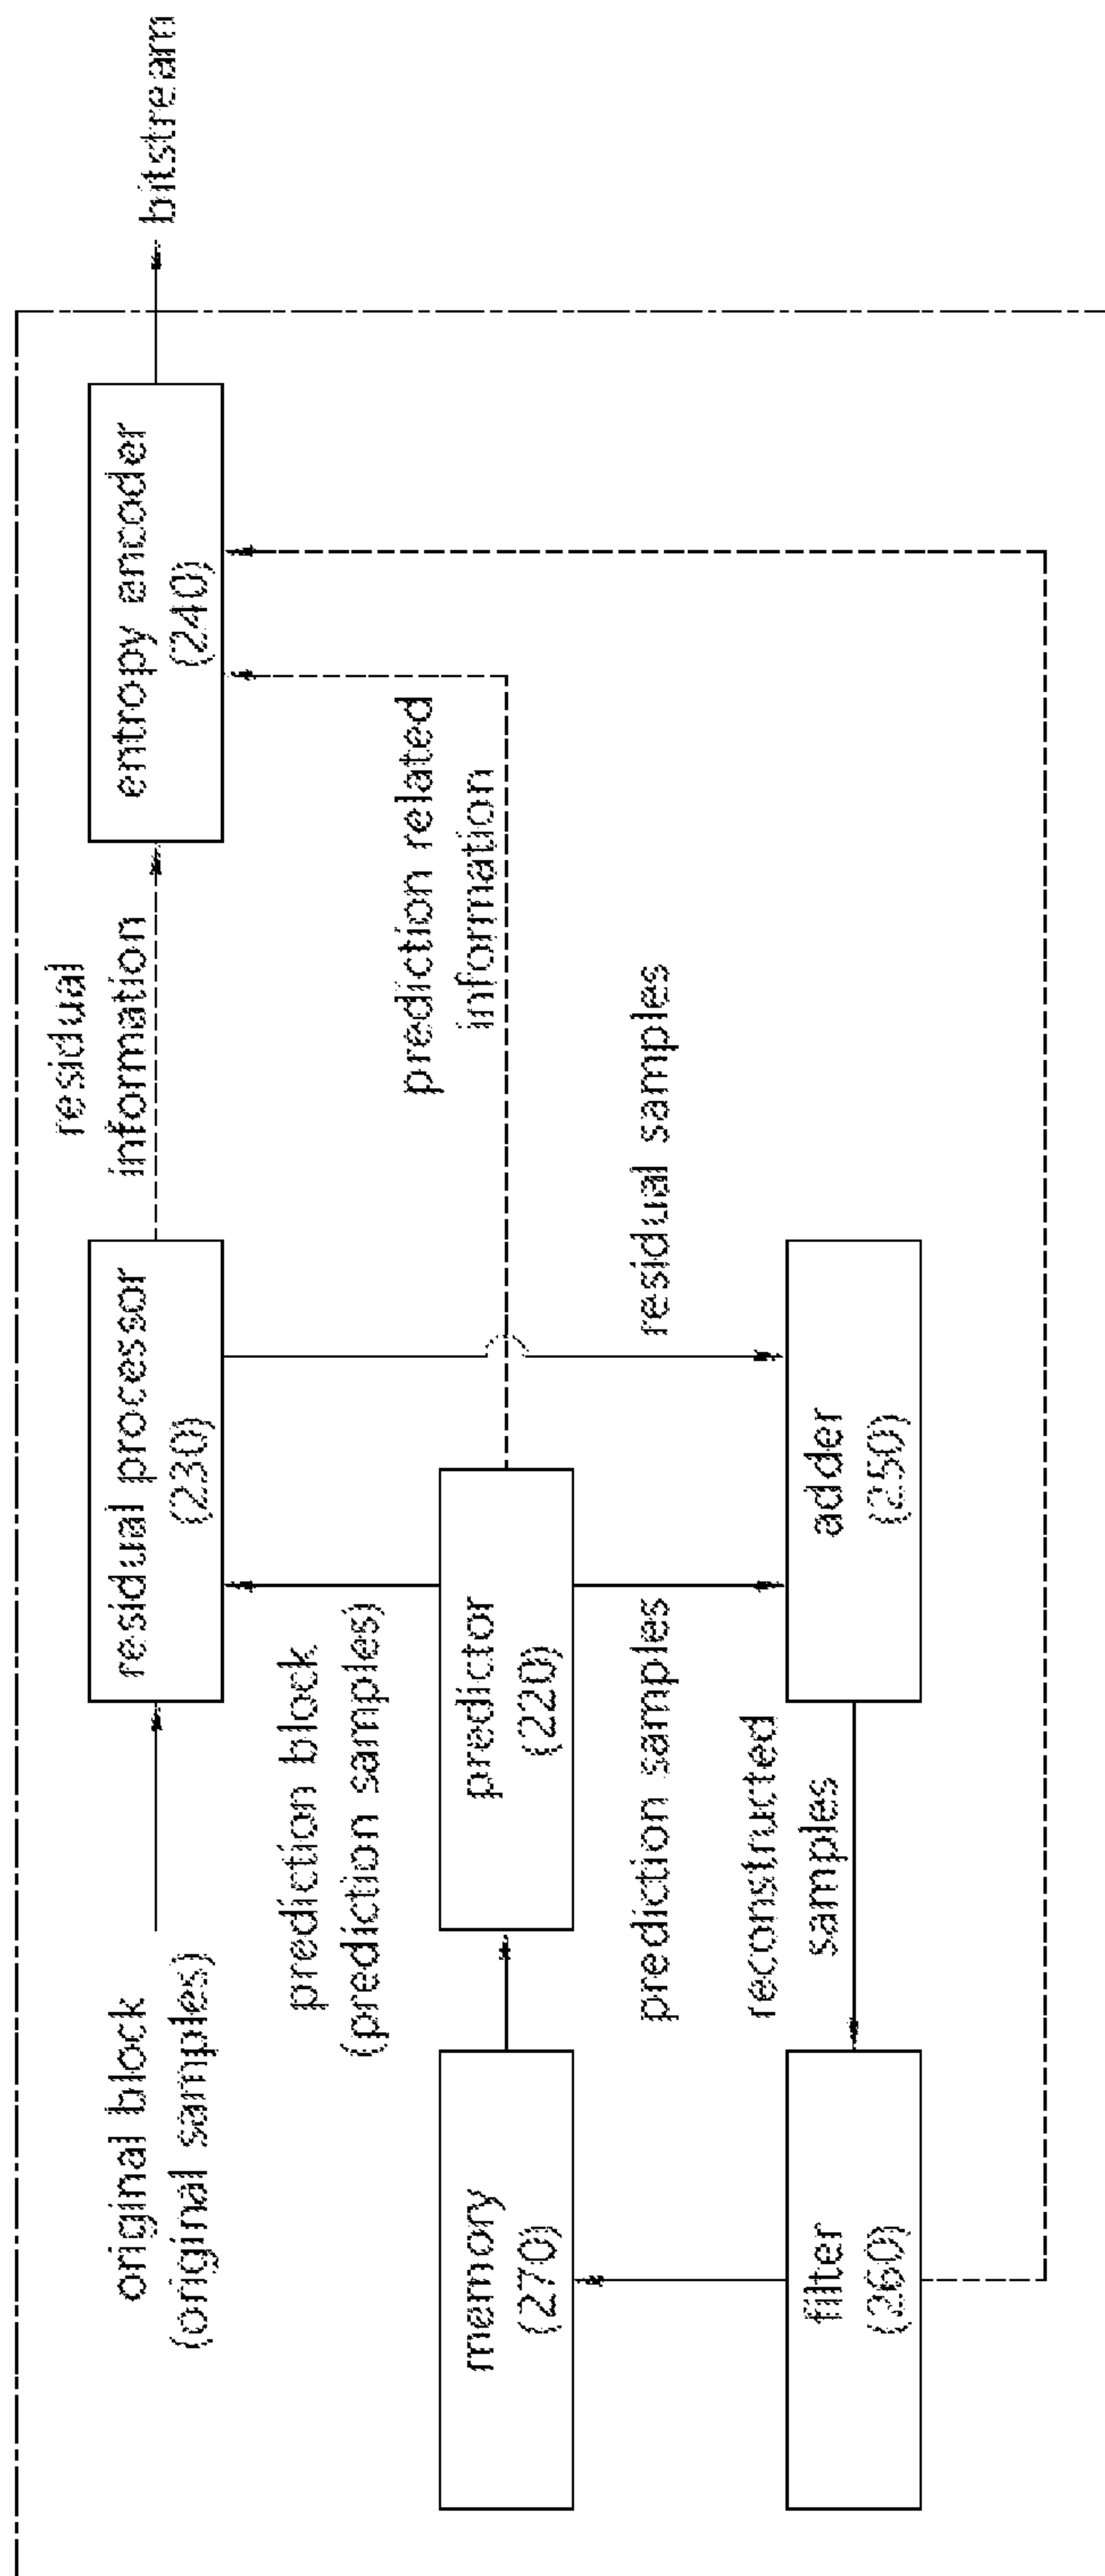 original block
(original samples)
residual processor
(230)
residual
information
entropy encoder
(240)
bitstream
prediction block
(prediction samples)
prediction related
information
memory
(270)
predictor
(220)
prediction samples
residual samples
reconstructed
samples
filter
(260)
adder
(250)